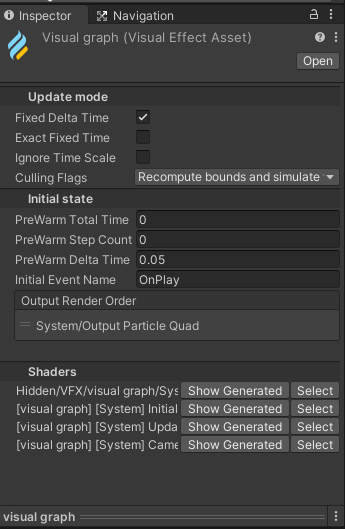 Inspector Navigation
Visual graph (Visual Effect Asset)
Open
Update mode
Fixed Delta Time
Exact Fixed Time
Ignore Time Scale
Culling Flags Recompute bounds and simulate
Initial state
PreWarm Total Time 0
PreWarm Step Count 0
PreWarm Delta Time 0.05
Initial Event Name OnPlay
Output Render Order
System/Output Particle Quad
Shaders
Hidden/VFX/visual graph/Sys Show Generated Select
[visual graph] [System] Initial Show Generated Select
[visual graph] [System] Upda Show Generated Select
[visual graph] [System] Came Show Generated Select
visual graph